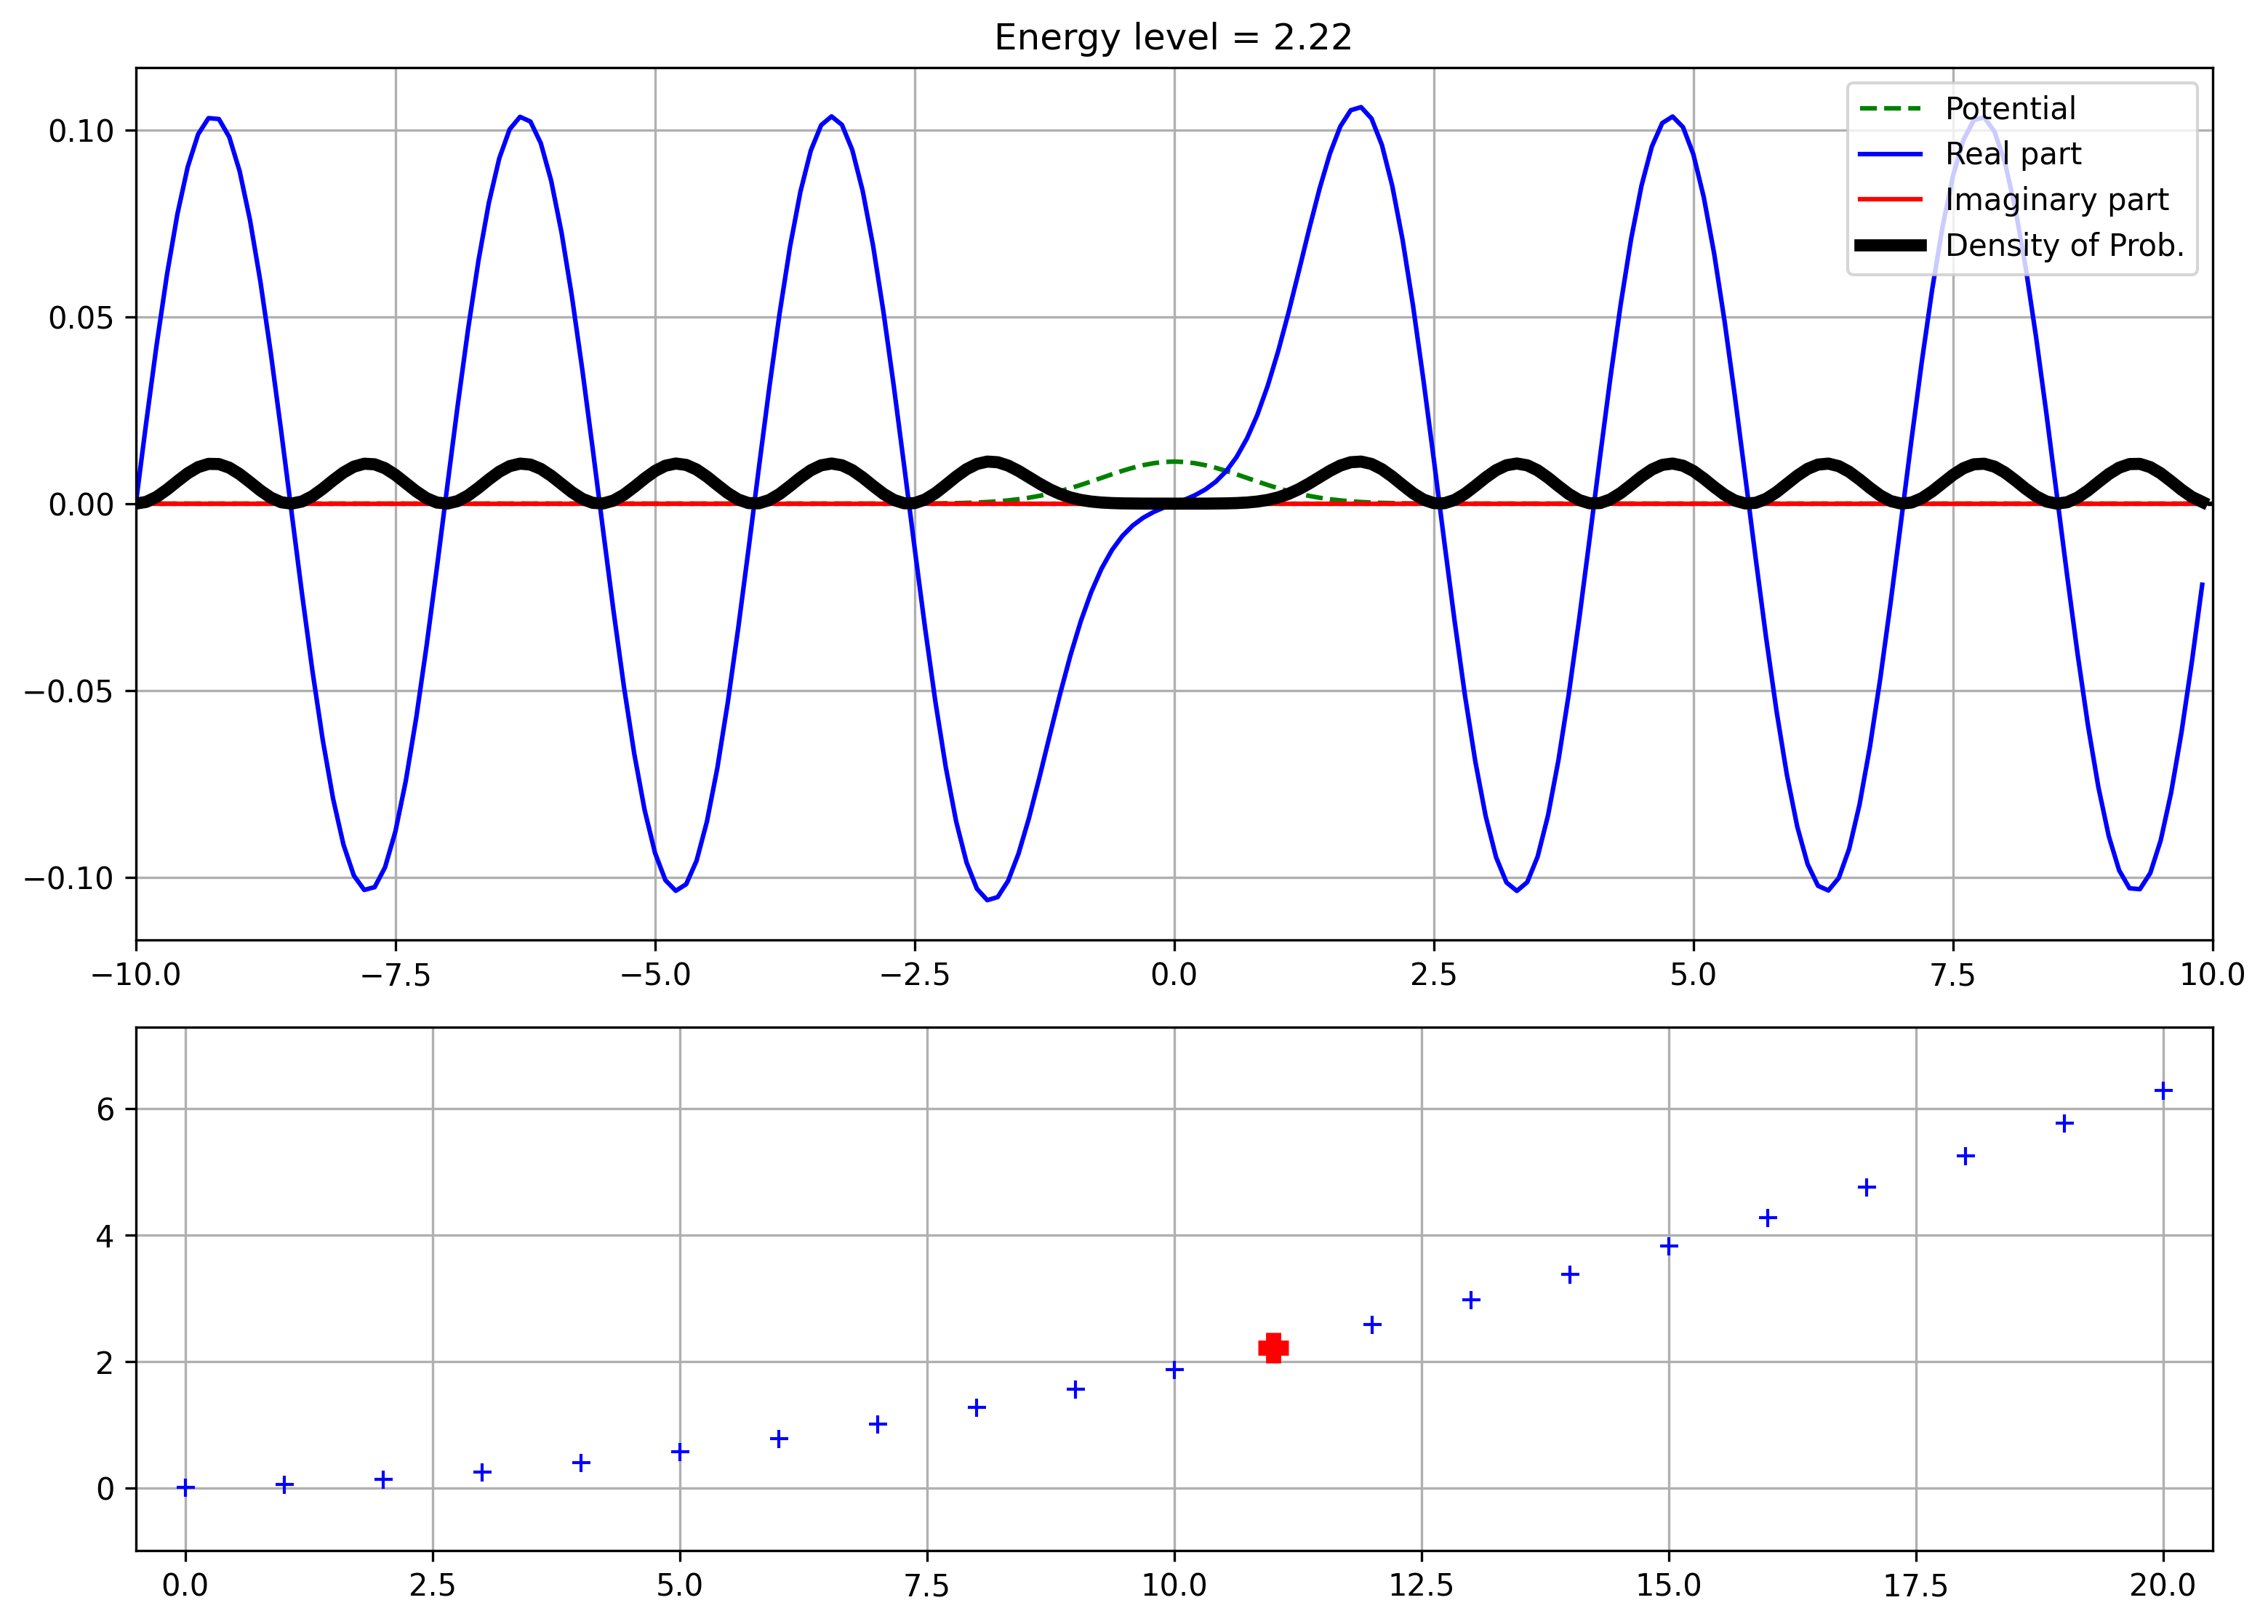 Energy level = 2.22
Potential
Real part
Imaginary part
Density of Prob.
0.10
0.05
0.00
−0.05
−0.10
−10.0 −7.5 −5.0 −2.5 0.0 2.5 5.0 7.5 10.0
6
4
2
0
0.0 2.5 5.0 7.5 10.0 12.5 15.0 17.5 20.0